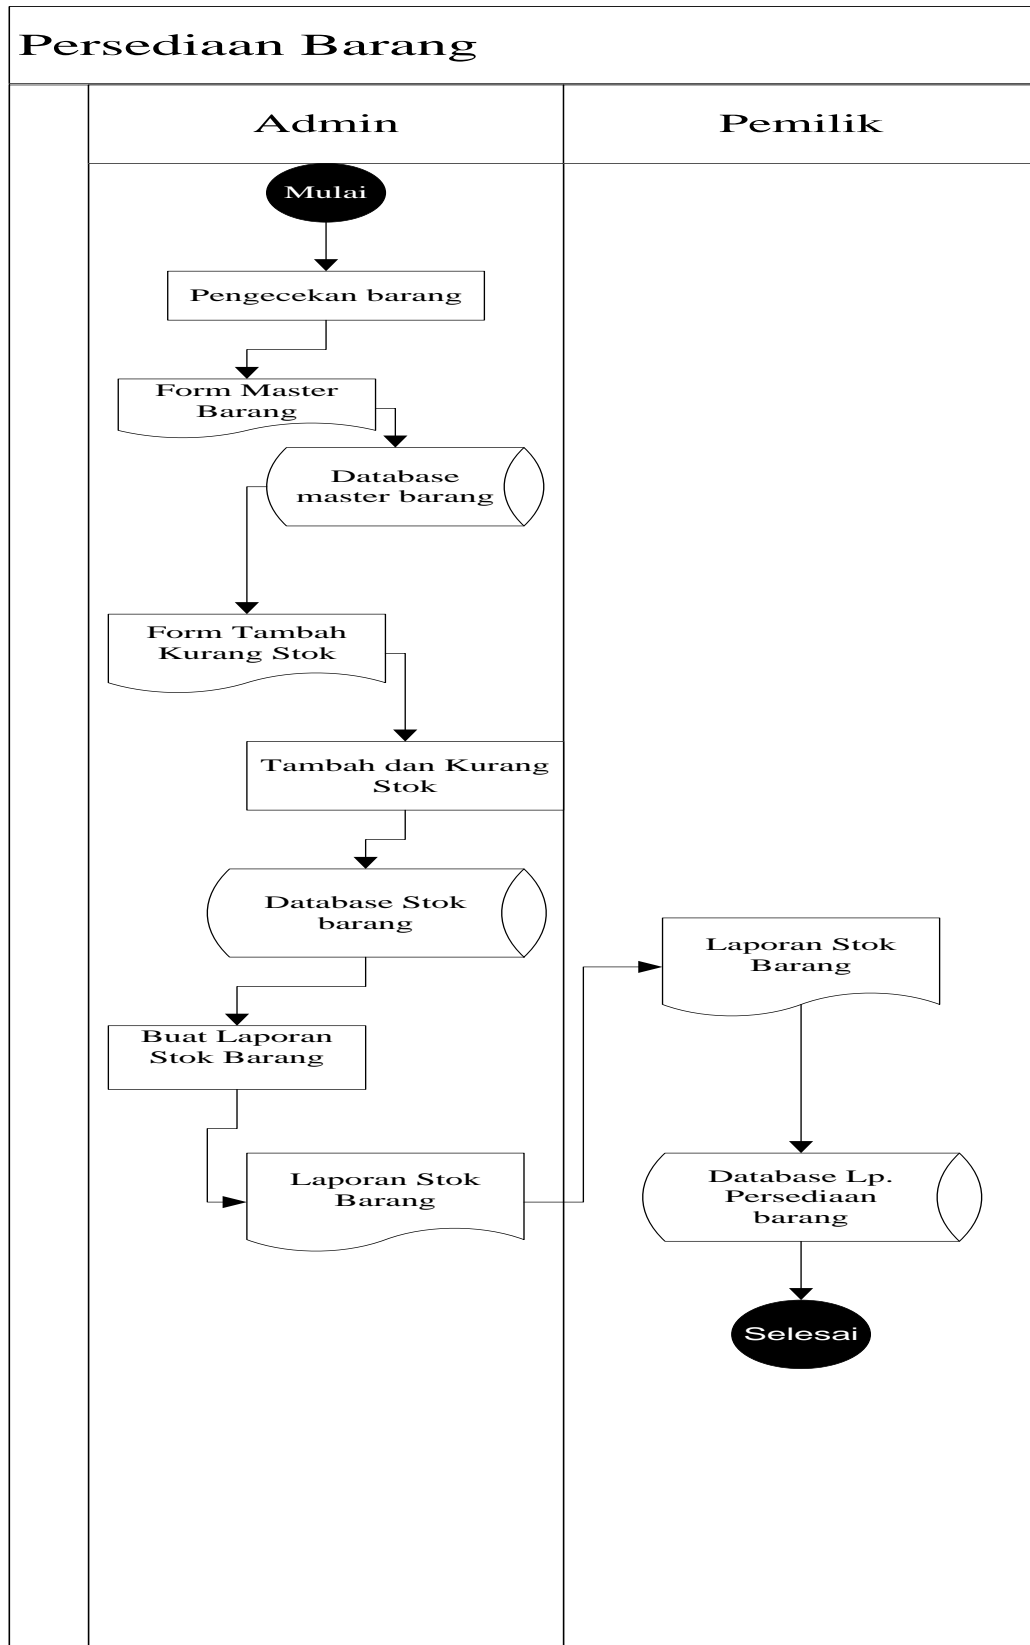 Persediaan Barang
Admin
Pemilik
Mulai
Pengecekan barang
Form Master
Barang
Database
master barang
Form Tambah
Kurang Stok
Tambah dan Kurang
Stok
Database Stok
barang
Buat Laporan
Stok Barang
Laporan Stok
Barang
Laporan Stok
Barang
Database Lp.
Persediaan
barang
Selesai